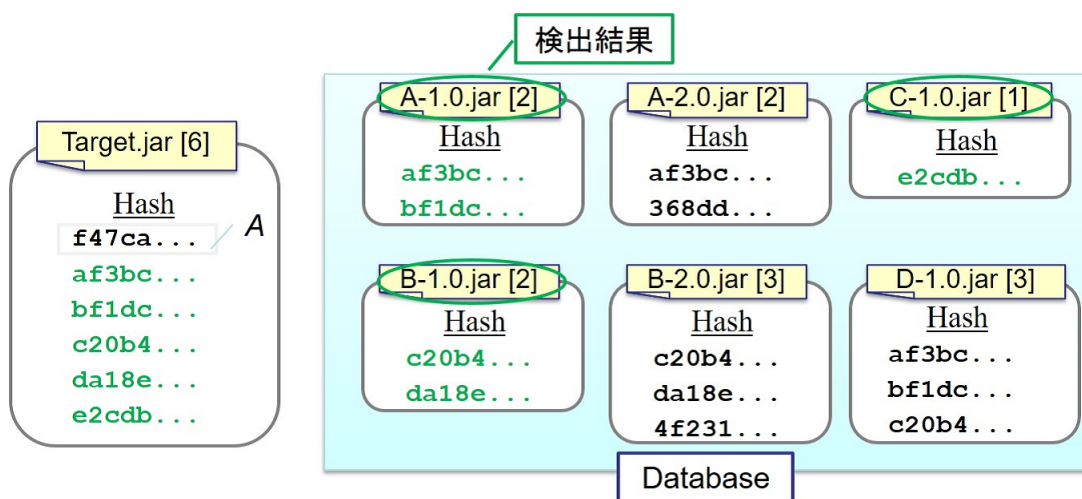 検出結果
Target.jar [6]
Hash
f47ca...
A
af3bc...
bf1dc...
c20b4...
da18e...
e2cdb...
A-1.0.jar [2]
Hash
af3bc...
bf1dc...
A-2.0.jar [2]
Hash
af3bc...
368dd...
C-1.0.jar [1]
Hash
e2cdb...
B-1.0.jar [2]
Hash
c20b4...
da18e...
B-2.0.jar [3]
Hash
c20b4...
da18e...
4f231...
D-1.0.jar [3]
Hash
af3bc...
bf1dc...
c20b4...
Database